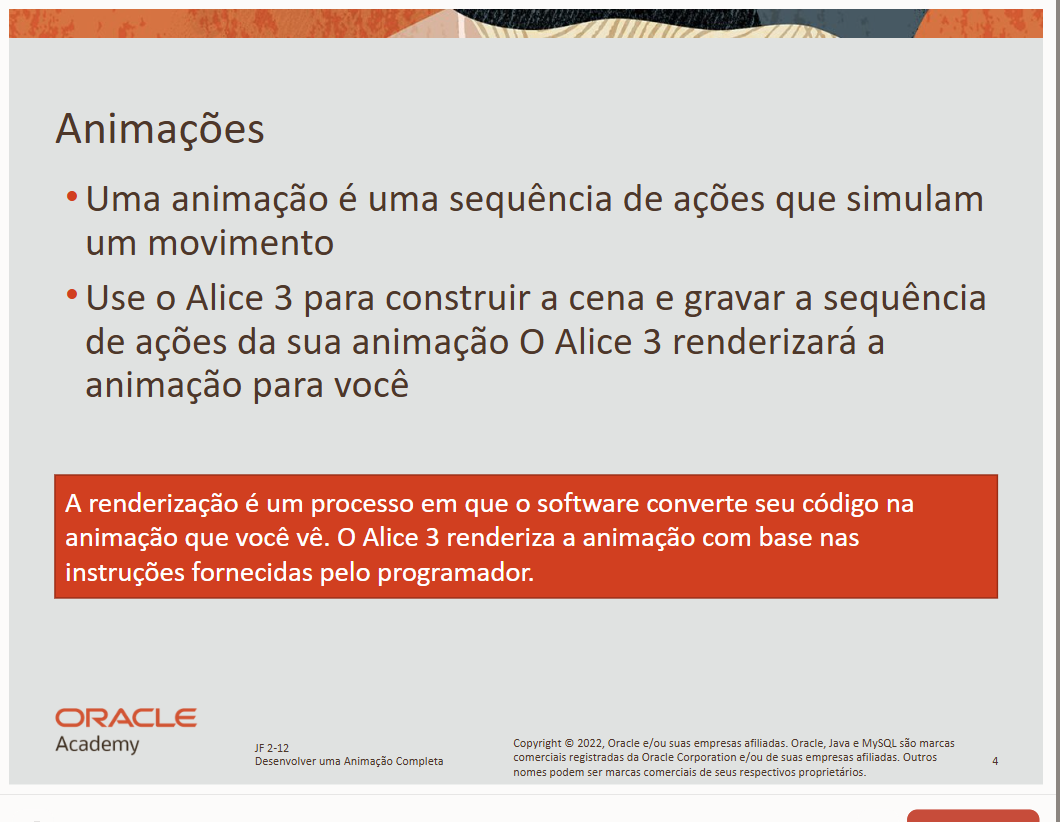 Animações
• Uma animação é uma sequência de ações que simulam
um movimento
• Use o Alice 3 para construir a cena e gravar a sequência
de ações da sua animação O Alice 3 renderizará a
animação para você
A renderização é um processo em que o software converte seu código na
animação que você vê. O Alice 3 renderiza a animação com base nas
instruções fornecidas pelo programador.
ORACLE
Academy
JF 2-12
Desenvolver uma Animação Completa
Copyright © 2022, Oracle e/ou suas empresas afiliadas. Oracle, Java e MySQL são marcas
comerciais registradas da Oracle Corporation e/ou de suas empresas afiliadas. Outros
nomes podem ser marcas comerciais de seus respectivos proprietários.
4